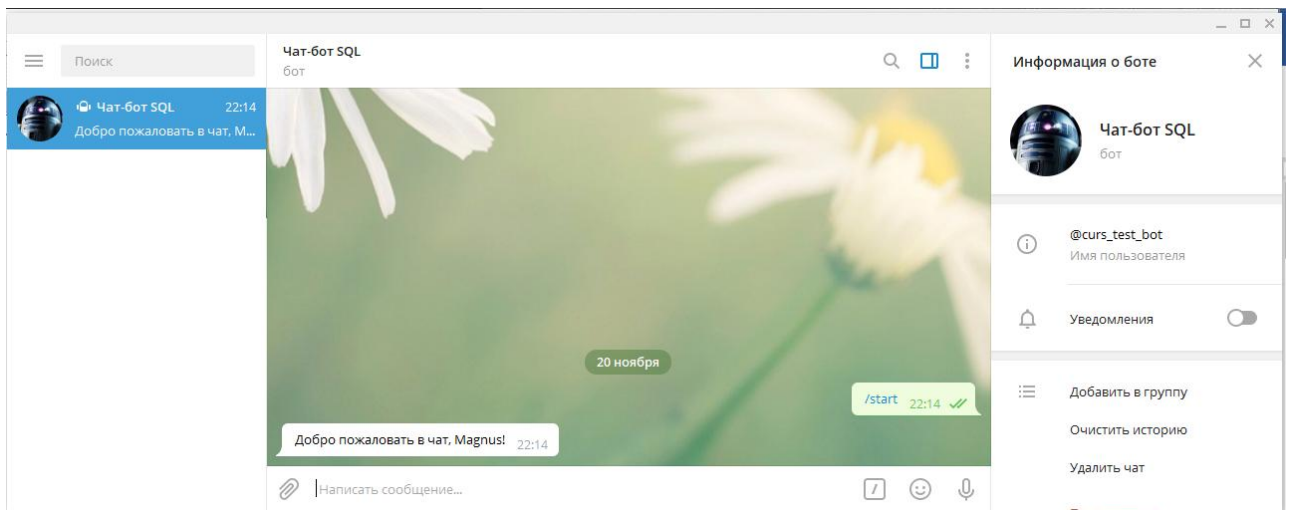 Поиск
Чат-бот SQL 22:14
Добро пожаловать в чат, M...
Чат-бот SQL
бот
20 ноября
/start 22:14
Добро пожаловать в чат, Magnus! 22:14
Написать сообщение...
Информация о боте
Чат-бот SQL
бот
@curs_test_bot
Имя пользователя
Уведомления
Добавить в группу
Очистить историю
Удалить чат